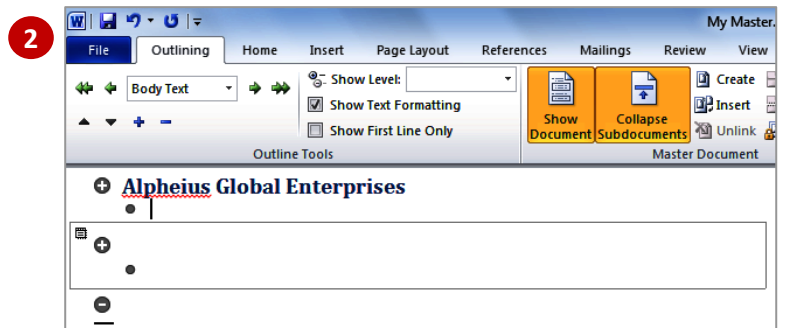 2
W
My Master.
File Outlining Home Insert Page Layout References Mailings Review View
Body Text Show Level: Create
Show Text Formatting Insert
Show First Line Only Show Document Collapse Subdocuments Unlink
Outline Tools Master Document
Alpheius Global Enterprises